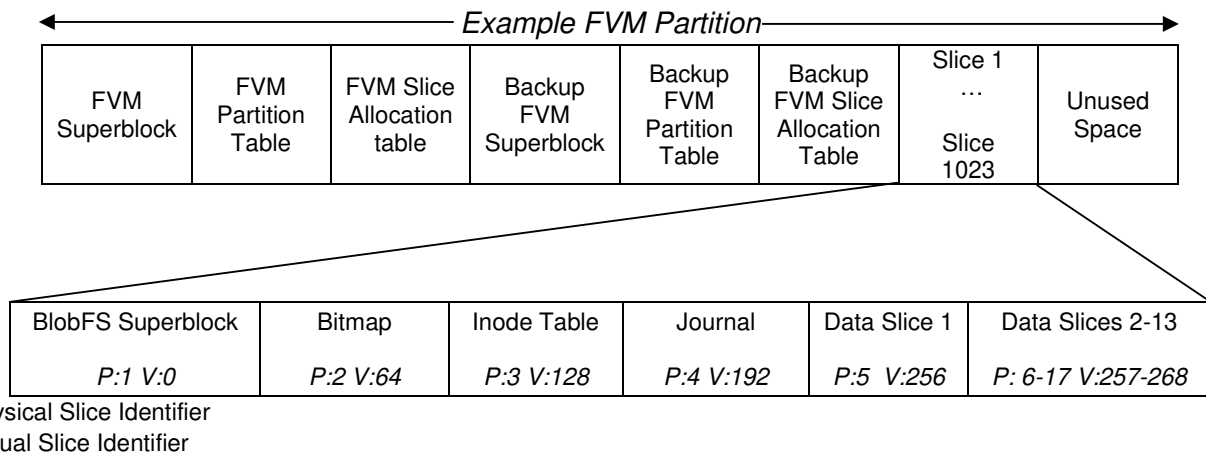 Example FVM Partition
FVM
Superblock
FVM
Partition
Table
FVM Slice
Allocation
table
Backup
FVM
Superblock
Backup
FVM
Partition
Table
Backup
FVM Slice
Allocation
Table
Slice 1
…
Slice
1023
Unused
Space
BlobFS Superblock
P:1 V:0
Bitmap
P:2 V:64
Inode Table
P:3 V:128
Journal
P:4 V:192
Data Slice 1
P:5 V:256
Data Slices 2-13
P: 6-17 V:257-268
Slice Identifier
Slice Identifier